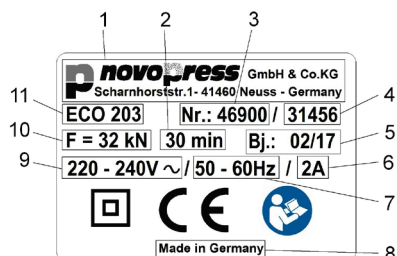 1 2 3
novopress GmbH & Co.KG
Scharnhorststr.1- 41460 Neuss - Germany
11 ECO 203 Nr.: 46900 / 31456 4
10 F = 32 kN 30 min Bj.: 02/17 5
9 220 - 240V ~ / 50 - 60Hz / 2A 6
7
CE
Made in Germany 8